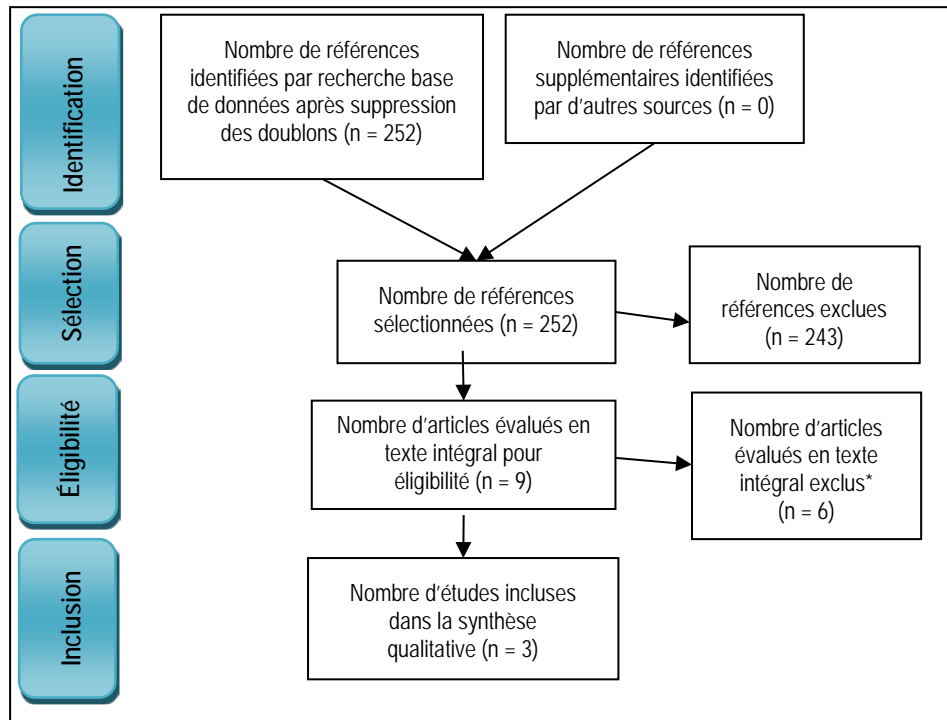 Identification
Nombre de références
identifiées par recherche base
de données après suppression
des doublons (n = 252)
Nombre de références
supplémentaires identifiées
par d'autres sources (n = 0)
Sélection
Nombre de références
sélectionnées (n = 252)
Nombre de
références exclues
(n = 243)
Éligibilité
Nombre d'articles évalués en
texte intégral pour
éligibilité (n = 9)
Nombre d'articles
évalués en texte
intégral exclus*
(n = 6)
Inclusion
Nombre d'études incluses
dans la synthèse
qualitative (n = 3)